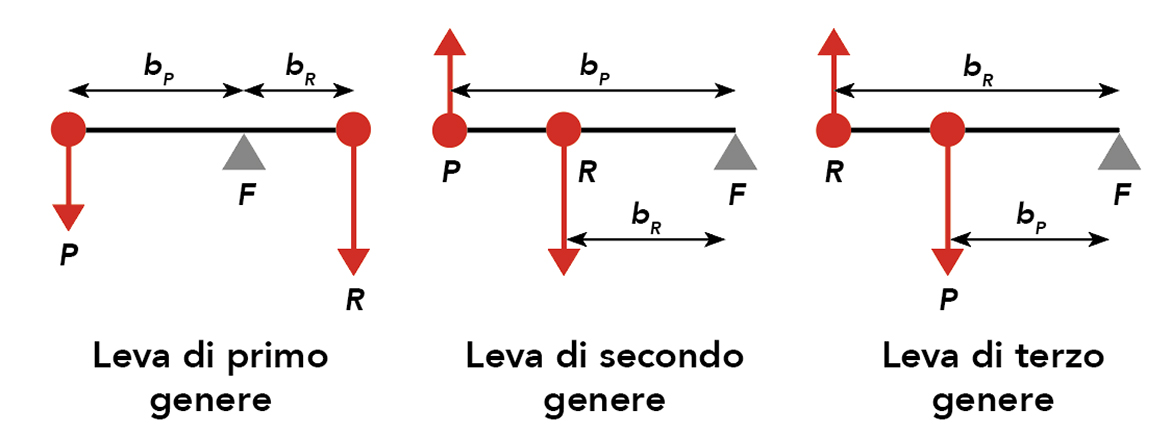 b_P
b_R
F
P
R
Leva di primo
genere
b_P
P
R
F
b_R
Leva di secondo
genere
b_R
R
F
b_P
P
Leva di terzo
genere